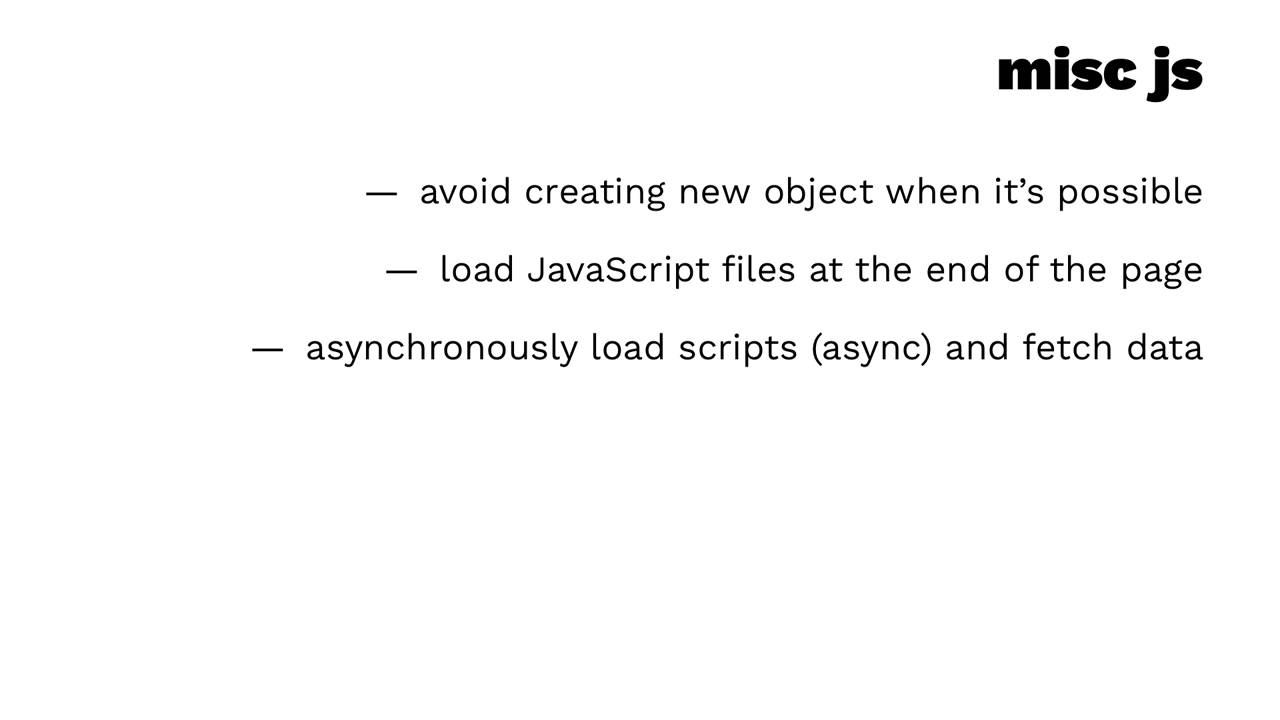 misc js
— avoid creating new object when it’s possible
— load JavaScript files at the end of the page
— asynchronously load scripts (async) and fetch data